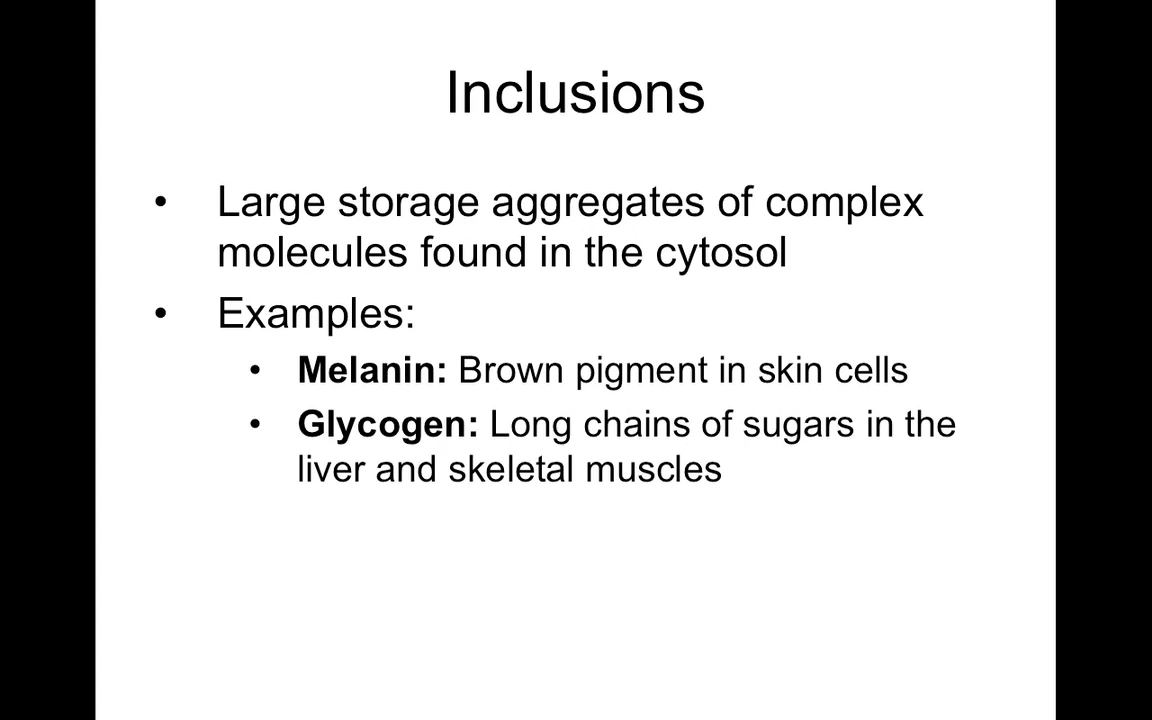 Inclusions
• Large storage aggregates of complex
molecules found in the cytosol
• Examples:
• Melanin: Brown pigment in skin cells
• Glycogen: Long chains of sugars in the
liver and skeletal muscles